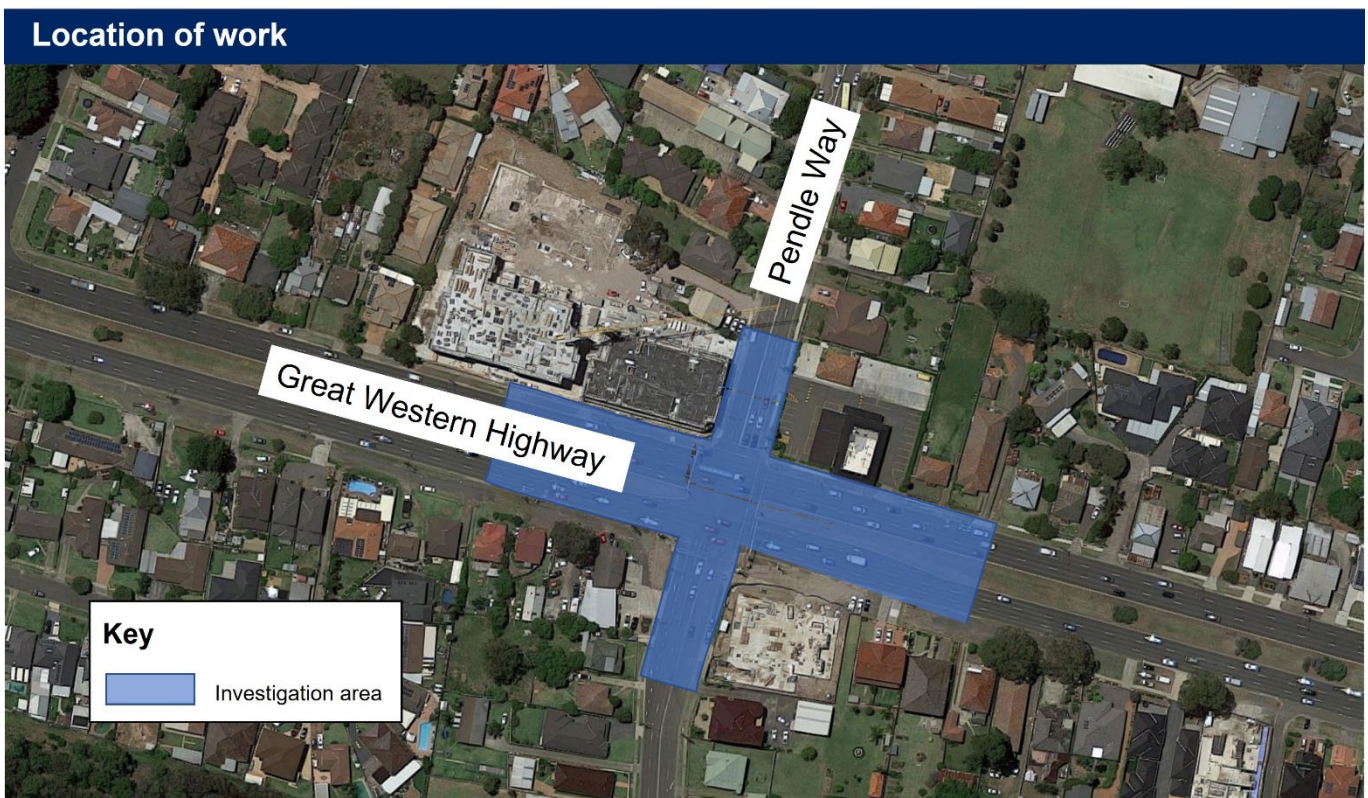 Location of work
Pendle Way
Great Western Highway
Key
Investigation area